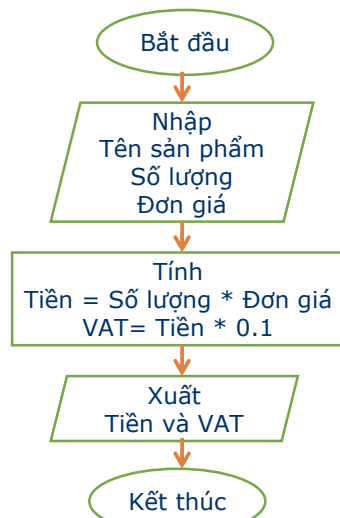 Bắt đầu
Nhập
Tên sản phẩm
Số lượng
Đơn giá
Tính
Tiền = Số lượng * Đơn giá
VAT= Tiền * 0.1
Xuất
Tiền và VAT
Kết thúc